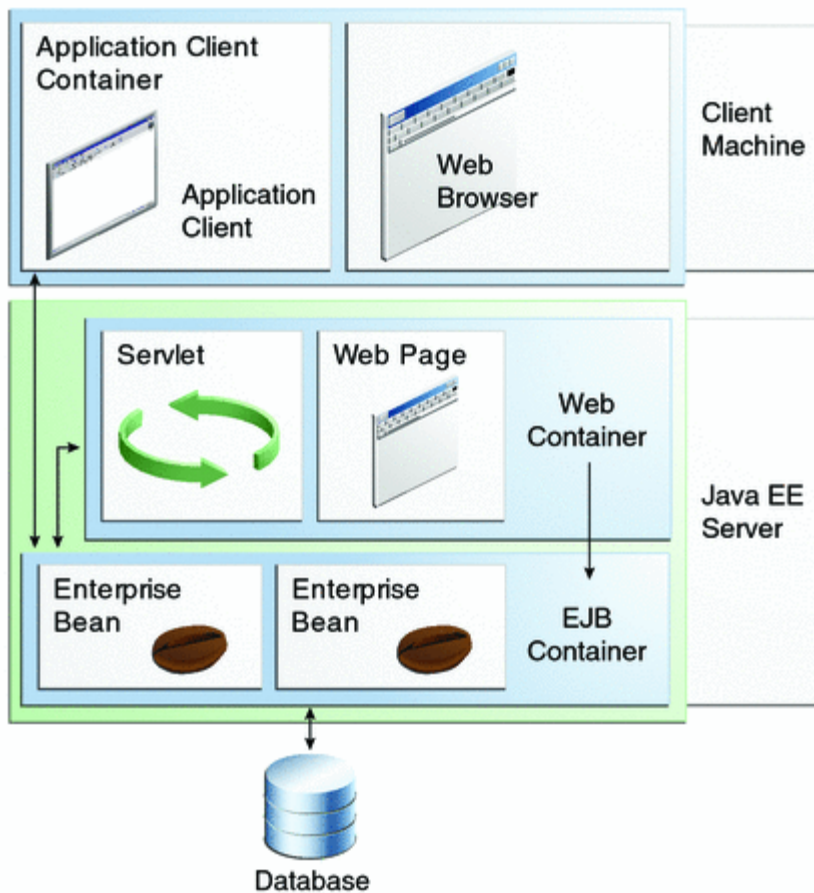 Application Client
Container
Application
Client
Web
Browser
Client
Machine
Servlet
Web Page
Web
Container
Java EE
Server
Enterprise
Bean
Enterprise
Bean
EJB
Container
Database